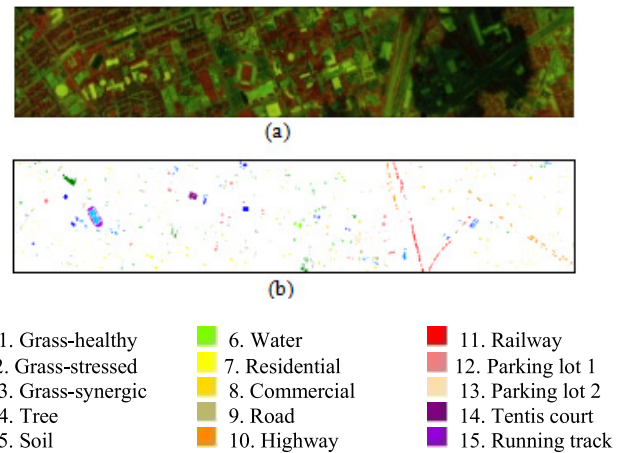 (a)
(b)
1. Grass-healthy
2. Grass-stressed
3. Grass-synergic
4. Tree
5. Soil
6. Water
7. Residential
8. Commercial
9. Road
10. Highway
11. Railway
12. Parking lot 1
13. Parking lot 2
14. Tentis court
15. Running track